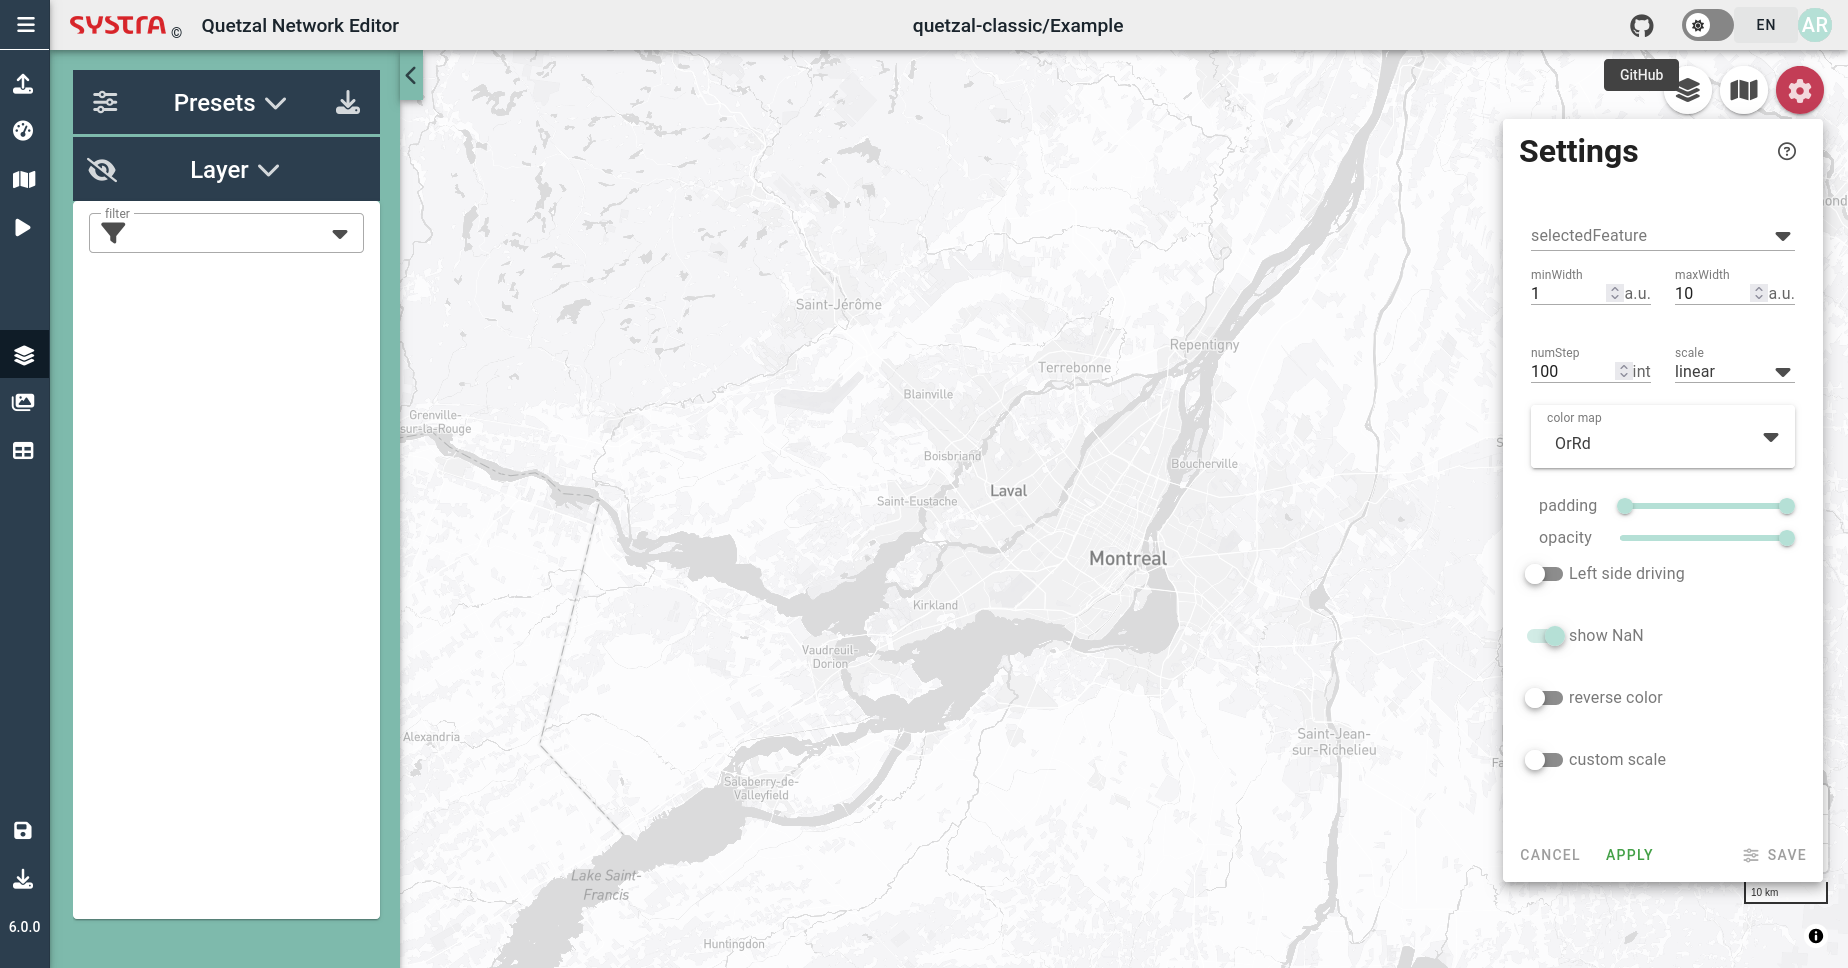 SYSTRA ©
Quetzal Network Editor
quetzal-classic/Example
EN
AR
GitHub
Presets
Layer
filter
6.0.0
Saint-Jérôme
Repentigny
Terrebonne
Blainville
Grenville-
sur-la-Rouge
Boisbriand
Boucherville
Laval
Saint-Eustache
Montreal
Kirkland
Vaudreuil-
Dorion
Alexandria
Saint-Jean-
sur-Richelieu
Salaberry-de-
Valleyfield
Lake Saint-
Francis
Huntingdon
Settings
selectedFeature
minWidth
maxWidth
1 a.u.
10 a.u.
numStep
scale
100 int
linear
color map
OrRd
padding
opacity
Left side driving
show NaN
reverse color
custom scale
CANCEL
APPLY
SAVE
10 km